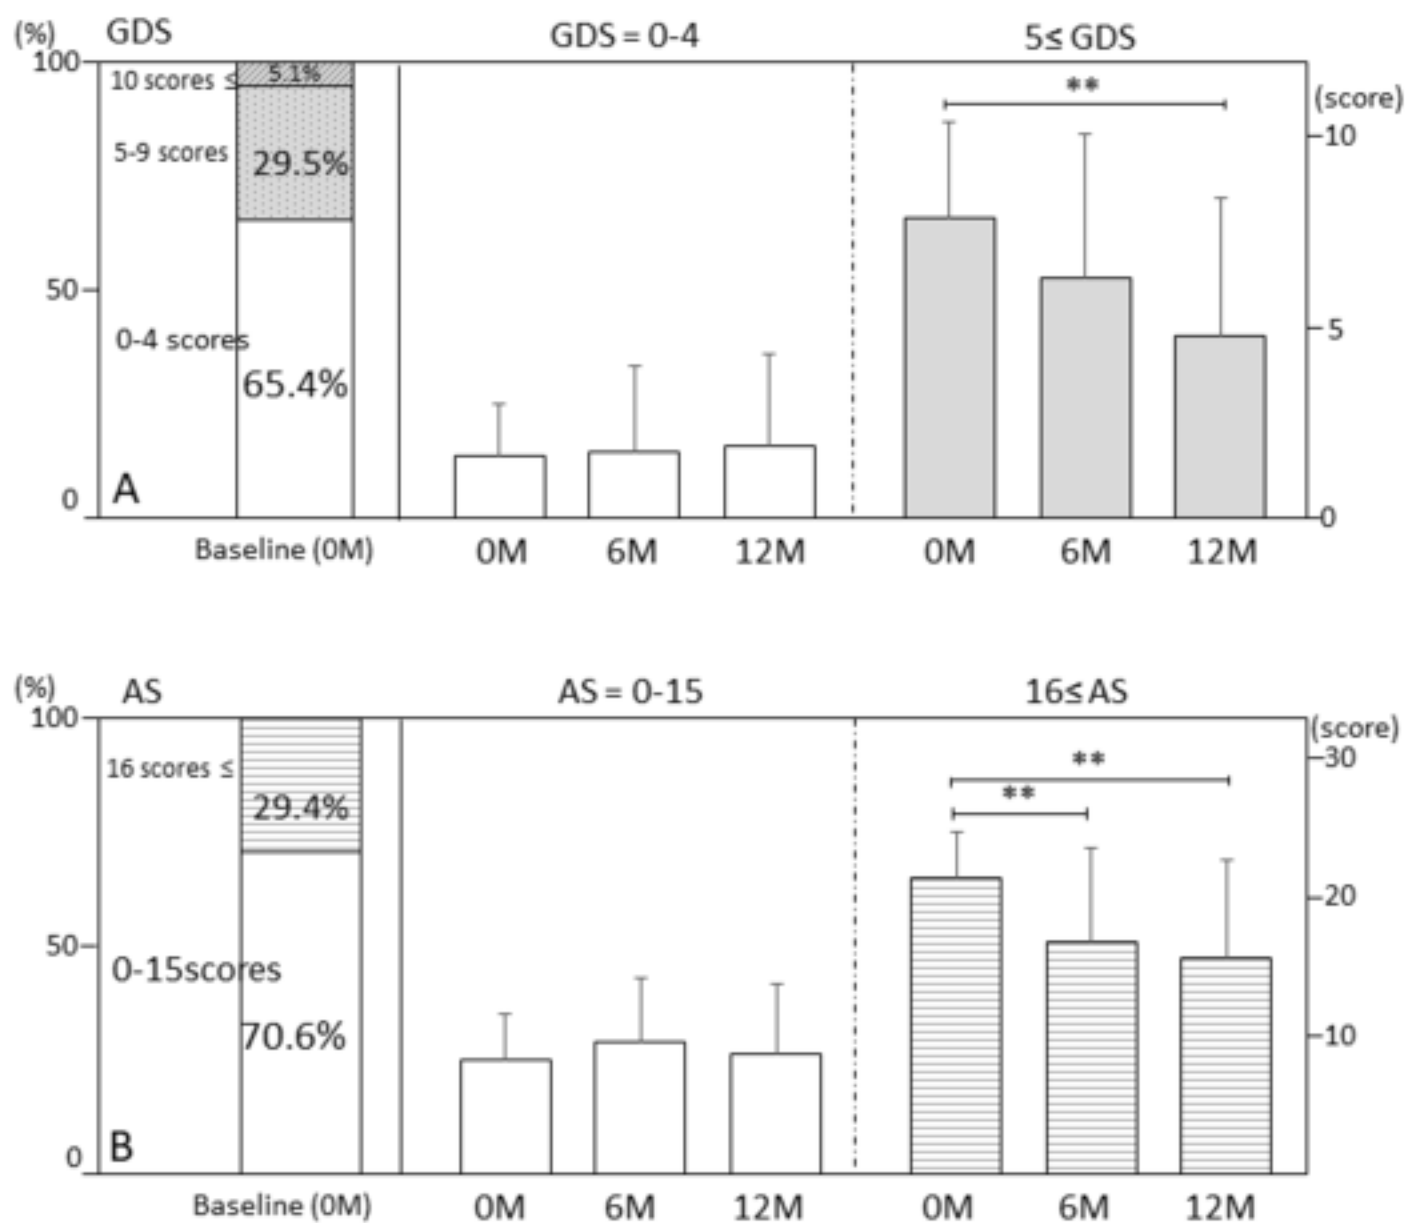 (%) GDS GDS = 0-4 5≤ GDS
100 10 scores ≤ 5.1% ** (score)
5-9 scores 29.5% 10
50 0-4 scores 5
65.4%
0 A 0
Baseline (0M) 0M 6M 12M 0M 6M 12M
(%) AS AS = 0-15 16≤ AS
100 (score)
16 scores ≤ ** 30
29.4% **
20
50 0-15scores
70.6% 10
0 B
Baseline (0M) 0M 6M 12M 0M 6M 12M